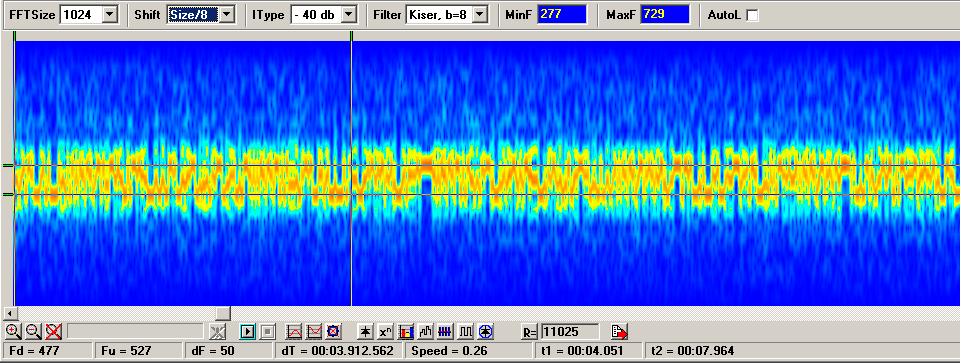 FFTSize 1024 Shift Size/8 IType - 40 db Filter Kiser, b=8 MinF 277 MaxF 729 AutoL
xⁿ R= 11025
Fd = 477 Fu = 527 dF = 50 dT = 00:03.912.562 Speed = 0.26 t1 = 00:04.051 t2 = 00:07.964